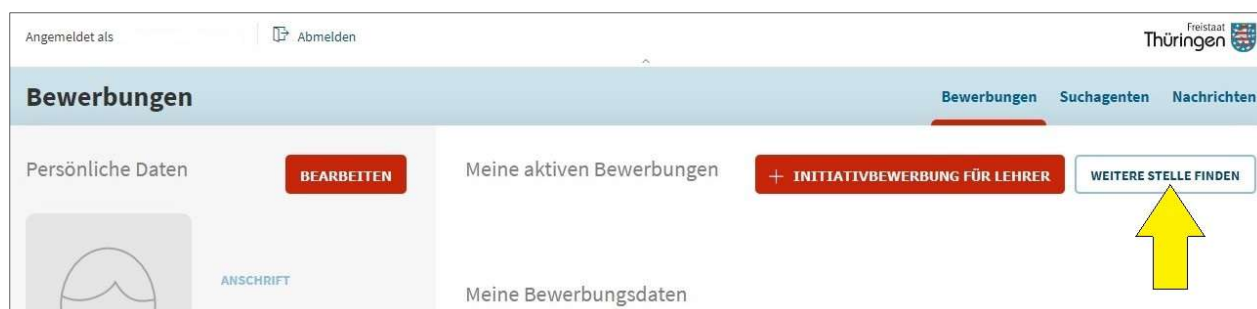 Angemeldet als
Abmelden
Freistaat
Thüringen
Bewerbungen
Bewerbungen Suchagenten Nachrichten
Persönliche Daten
BEARBEITEN
Meine aktiven Bewerbungen
+ INITIATIVBEWERBUNG FÜR LEHRER
WEITERE STELLE FINDEN
ANSCHRIFT
Meine Bewerbungsdaten